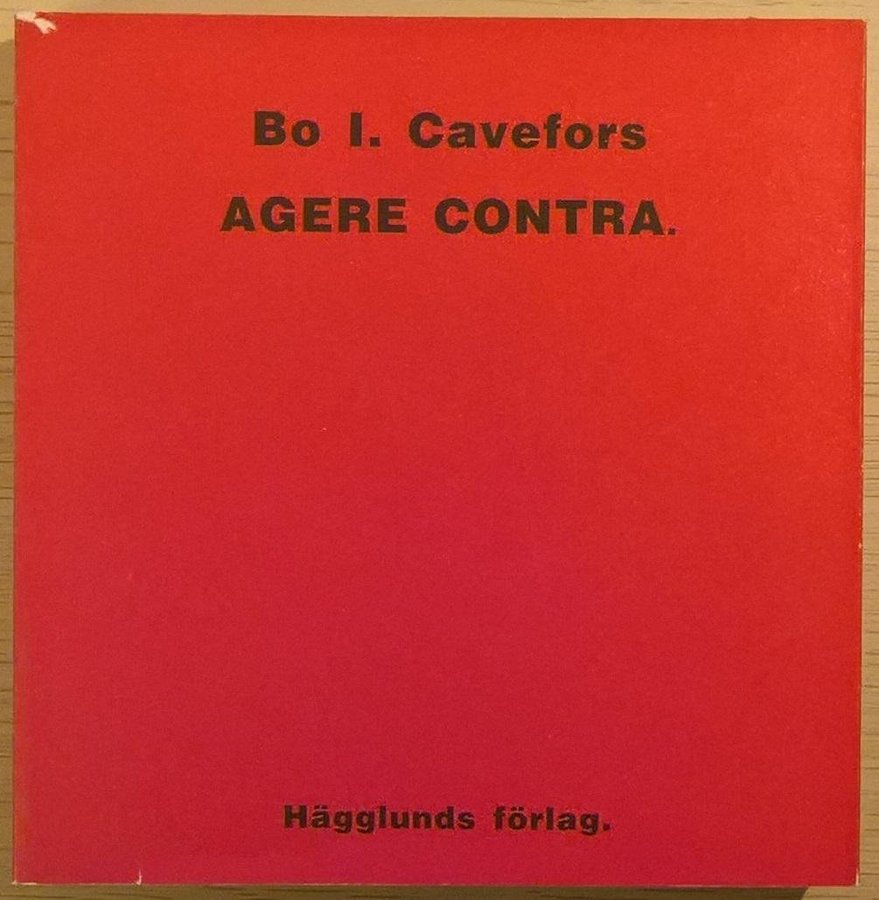 Bo I. Cavefors
AGERE CONTRA.
Hägglunds förlag.